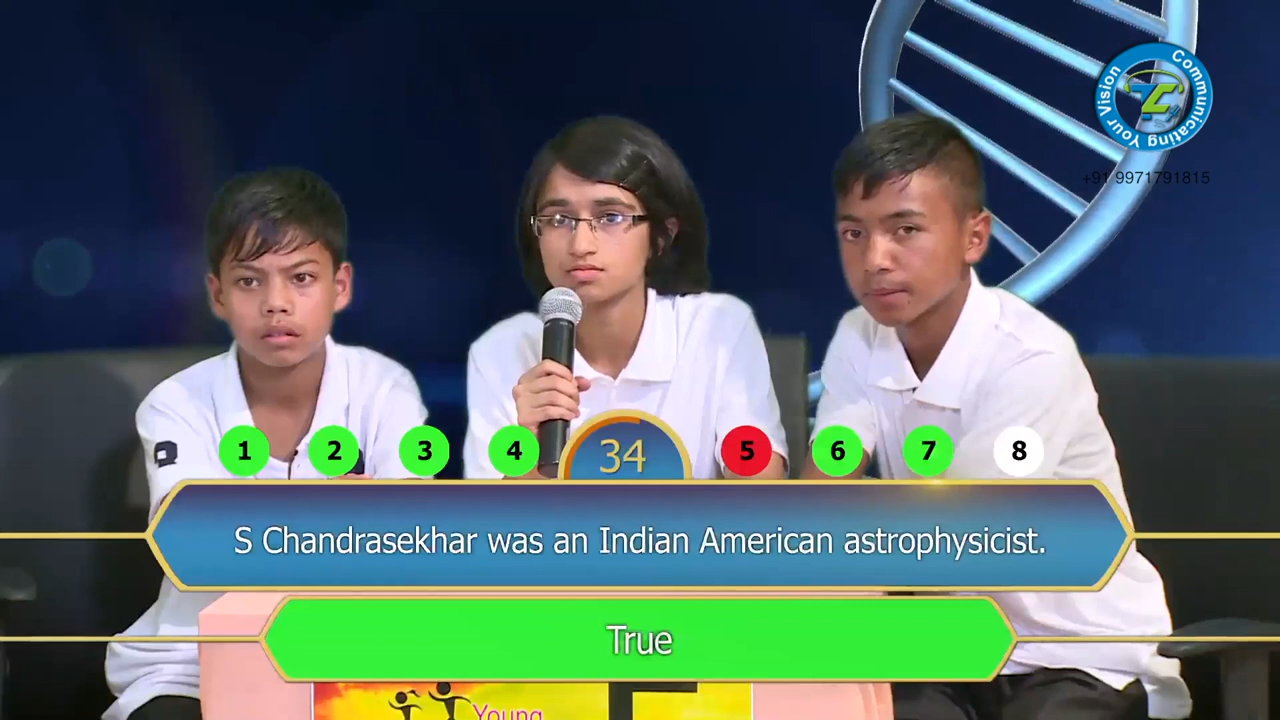 Communicating Your Vision
TC
+91 9971791815
1 2 3 4 34 5 6 7 8
S Chandrasekhar was an Indian American astrophysicist.
True
Young